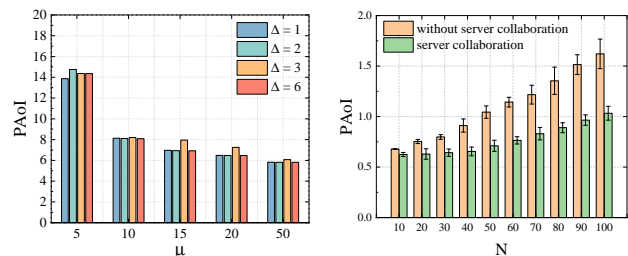 20
18
16
14
12
10
8
6
4
2
0
PAoI
Δ = 1
Δ = 2
Δ = 3
Δ = 6
5 10 15 20 50
μ
2.0
1.5
1.0
0.5
0.0
PAoI
without server collaboration
server collaboration
10 20 30 40 50 60 70 80 90 100
N